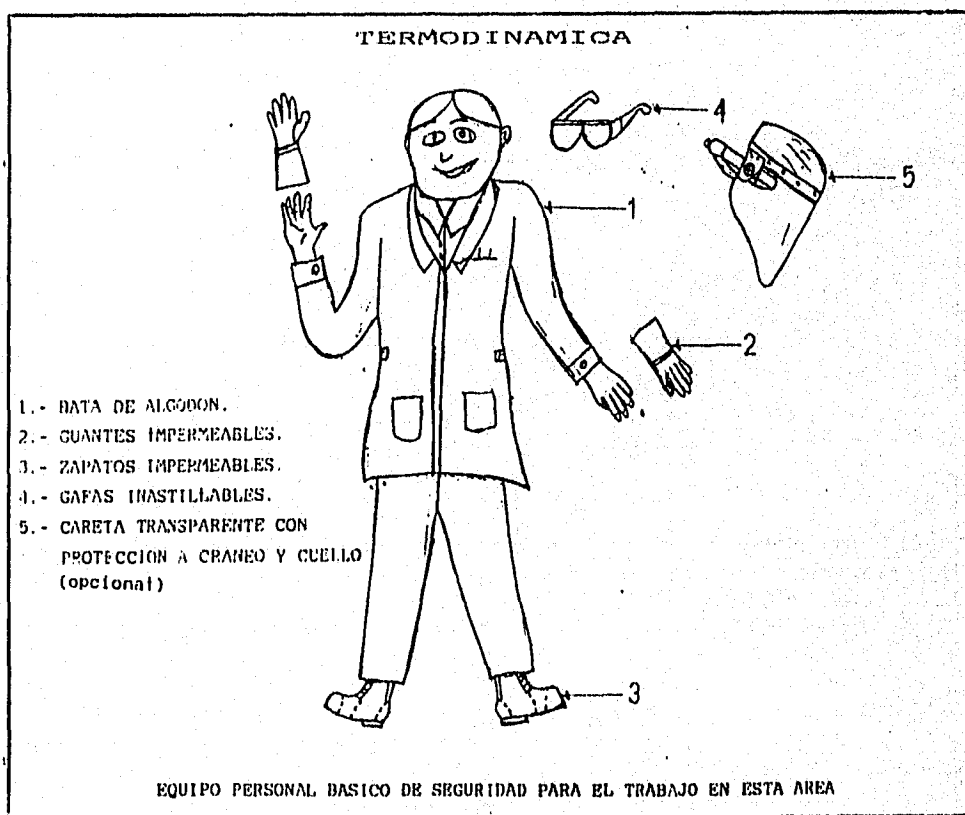 TERMODINAMICA
4
5
1
2
1.- BATA DE ALGODON.
2.- GUANTES IMPERMEABLES.
3.- ZAPATOS IMPERMEABLES.
4.- GAFAS INASTILLABLES.
5.- CARETA TRANSPARENTE CON
PROTECCION A CRANEO Y CUELLO
(opcional)
3
EQUIPO PERSONAL BASICO DE SEGURIDAD PARA EL TRABAJO EN ESTA AREA